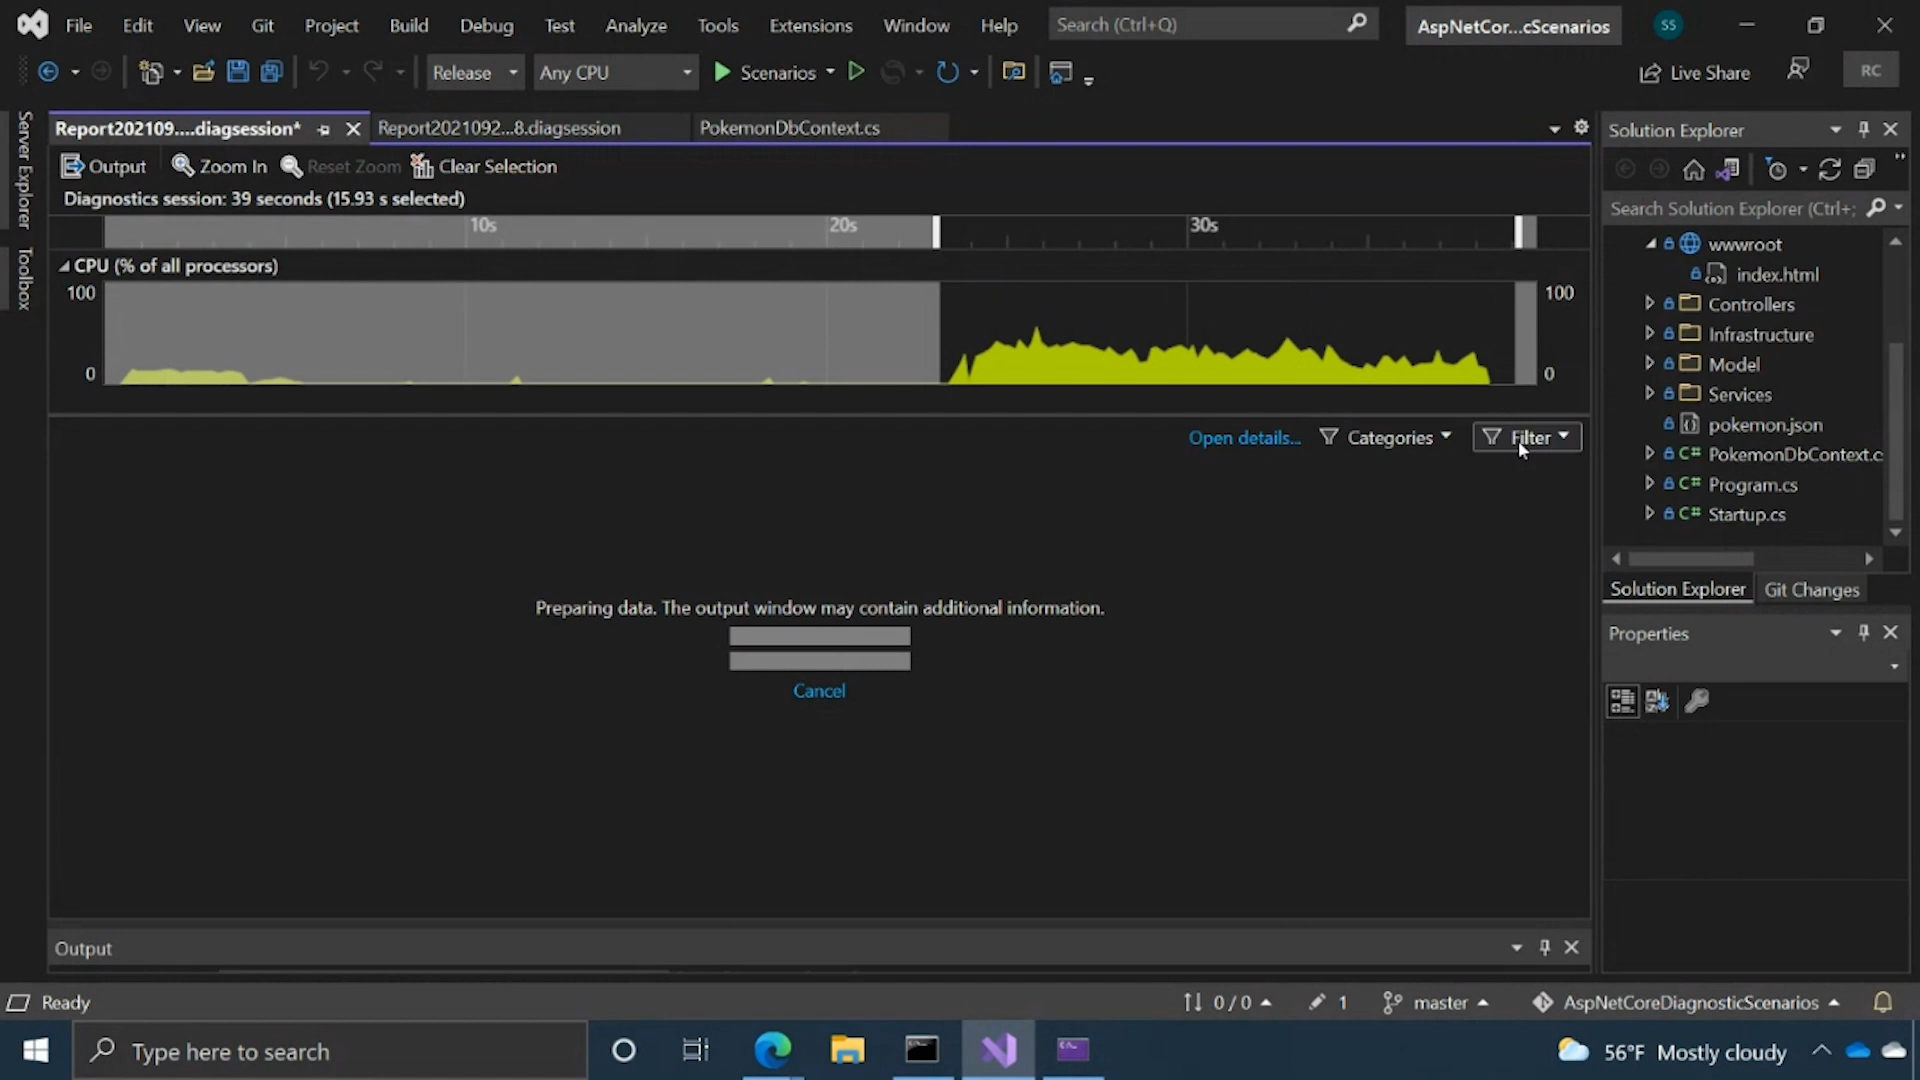 File Edit View Git Project Build Debug Test Analyze Tools Extensions Window Help Search (Ctrl+Q) AspNetCor...cScenarios SS
Release Any CPU Scenarios Live Share RC
Server Explorer
Toolbox
Report202109....diagsession* Report2021092...8.diagsession PokemonDbContext.cs
Output Zoom In Reset Zoom Clear Selection
Diagnostics session: 39 seconds (15.93 s selected)
10s 20s 30s
CPU (% of all processors)
100 100
0 0
Open details... Categories Filter
Preparing data. The output window may contain additional information.
Cancel
Output
Solution Explorer
Search Solution Explorer (Ctrl+;
wwwroot
index.html
Controllers
Infrastructure
Model
Services
pokemon.json
C# PokemonDbContext.c
C# Program.cs
C# Startup.cs
Solution Explorer Git Changes
Properties
Ready 0 / 0 1 master AspNetCoreDiagnosticScenarios
Type here to search 56°F Mostly cloudy